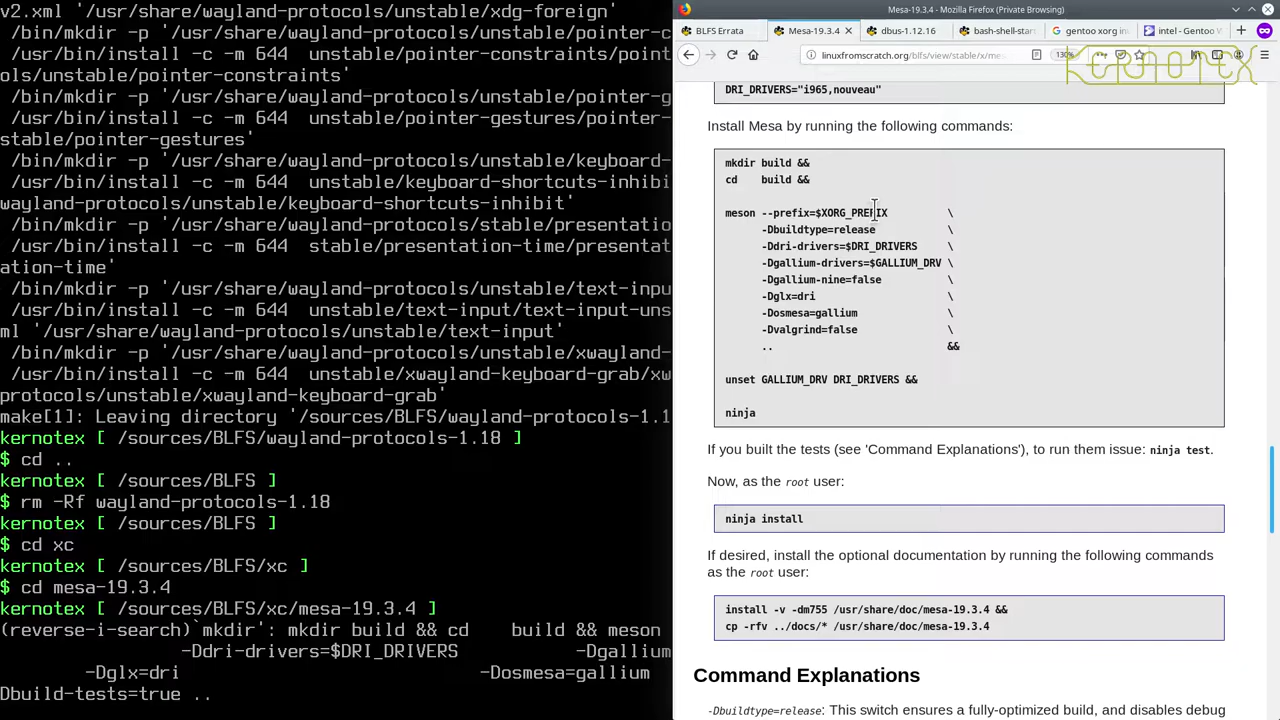 v2.xml '/usr/share/wayland-protocols/unstable/xdg-foreign'
/bin/mkdir -p '/usr/share/wayland-protocols/unstable/pointer-c
/usr/bin/install -c -m 644  unstable/pointer-constraints/point
ols/unstable/pointer-constraints'
/bin/mkdir -p '/usr/share/wayland-protocols/unstable/pointer-g
/usr/bin/install -c -m 644  unstable/pointer-gestures/pointer-
stable/pointer-gestures'
/bin/mkdir -p '/usr/share/wayland-protocols/unstable/keyboard-
/usr/bin/install -c -m 644  unstable/keyboard-shortcuts-inhibi
wayland-protocols/unstable/keyboard-shortcuts-inhibit'
/bin/mkdir -p '/usr/share/wayland-protocols/stable/presentatio
/usr/bin/install -c -m 644  stable/presentation-time/presentat
ation-time'
/bin/mkdir -p '/usr/share/wayland-protocols/unstable/text-inpu
/usr/bin/install -c -m 644  unstable/text-input/text-input-uns
ml '/usr/share/wayland-protocols/unstable/text-input'
/bin/mkdir -p '/usr/share/wayland-protocols/unstable/xwayland-
/usr/bin/install -c -m 644  unstable/xwayland-keyboard-grab/xw
protocols/unstable/xwayland-keyboard-grab'
make[1]: Leaving directory '/sources/BLFS/wayland-protocols-1.1
kernotex [ /sources/BLFS/wayland-protocols-1.18 ]
$ cd ..
kernotex [ /sources/BLFS ]
$ rm -Rf wayland-protocols-1.18
kernotex [ /sources/BLFS ]
$ cd xc
kernotex [ /sources/BLFS/xc ]
$ cd mesa-19.3.4
kernotex [ /sources/BLFS/xc/mesa-19.3.4 ]
(reverse-i-search)`mkdir': mkdir build && cd    build && meson
-Ddri-drivers=$DRI_DRIVERS          -Dgallium
-Dglx=dri                             -Dosmesa=gallium
Dbuild-tests=true ..
Mesa-19.3.4 - Mozilla Firefox (Private Browsing)
BLFS Errata
Mesa-19.3.4
dbus-1.12.16
bash-shell-start
gentoo xorg in
intel - Gentoo W
linuxfromscratch.org/blfs/view/stable/x/mes
130%
KERNOTEX
DRI_DRIVERS="i965,nouveau"
Install Mesa by running the following commands:
mkdir build &&
cd    build &&
meson --prefix=$XORG_PREFIX          \
-Dbuildtype=release            \
-Ddri-drivers=$DRI_DRIVERS     \
-Dgallium-drivers=$GALLIUM_DRV \
-Dgallium-nine=false           \
-Dglx=dri                      \
-Dosmesa=gallium               \
-Dvalgrind=false               \
..                             &&
unset GALLIUM_DRV DRI_DRIVERS &&
ninja
If you built the tests (see 'Command Explanations'), to run them issue: ninja test.
Now, as the root user:
ninja install
If desired, install the optional documentation by running the following commands
as the root user:
install -v -dm755 /usr/share/doc/mesa-19.3.4 &&
cp -rfv ../docs/* /usr/share/doc/mesa-19.3.4
Command Explanations
-Dbuildtype=release: This switch ensures a fully-optimized build, and disables debug